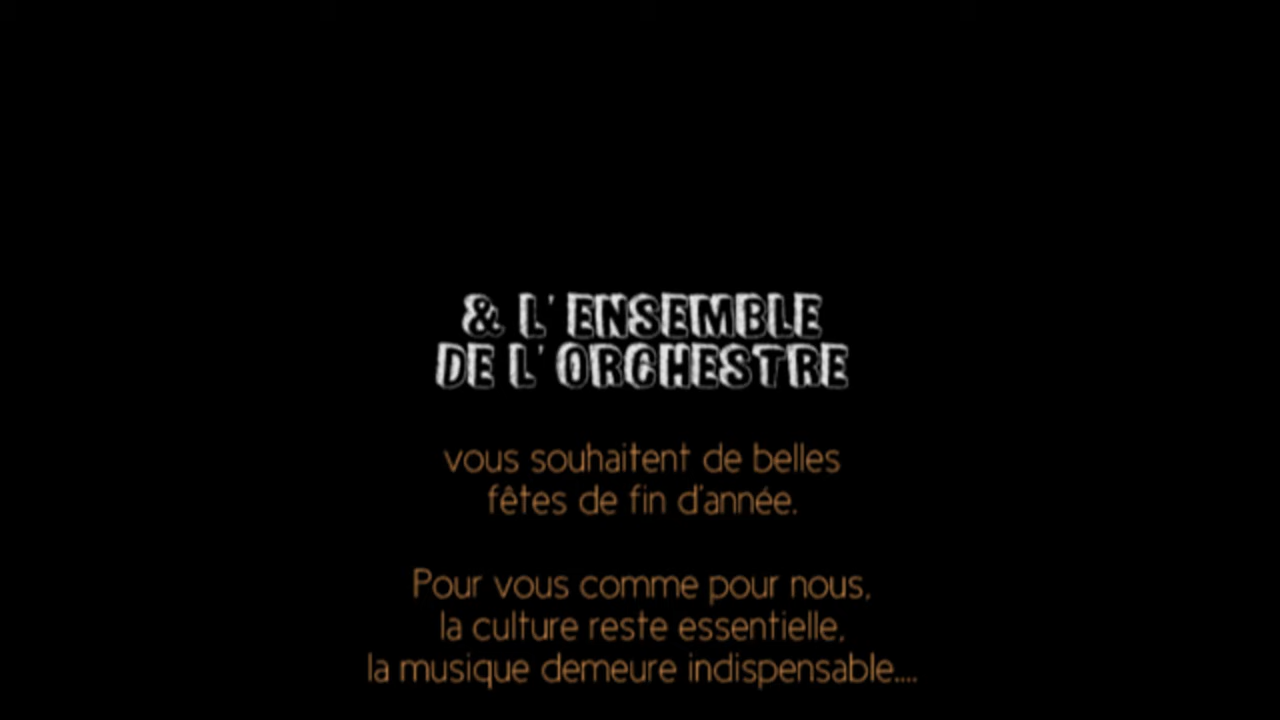 & L' ENSEMBLE
DE L' ORCHESTRE
vous souhaitent de belles
fêtes de fin d'année.
Pour vous comme pour nous,
la culture reste essentielle,
la musique demeure indispensable....